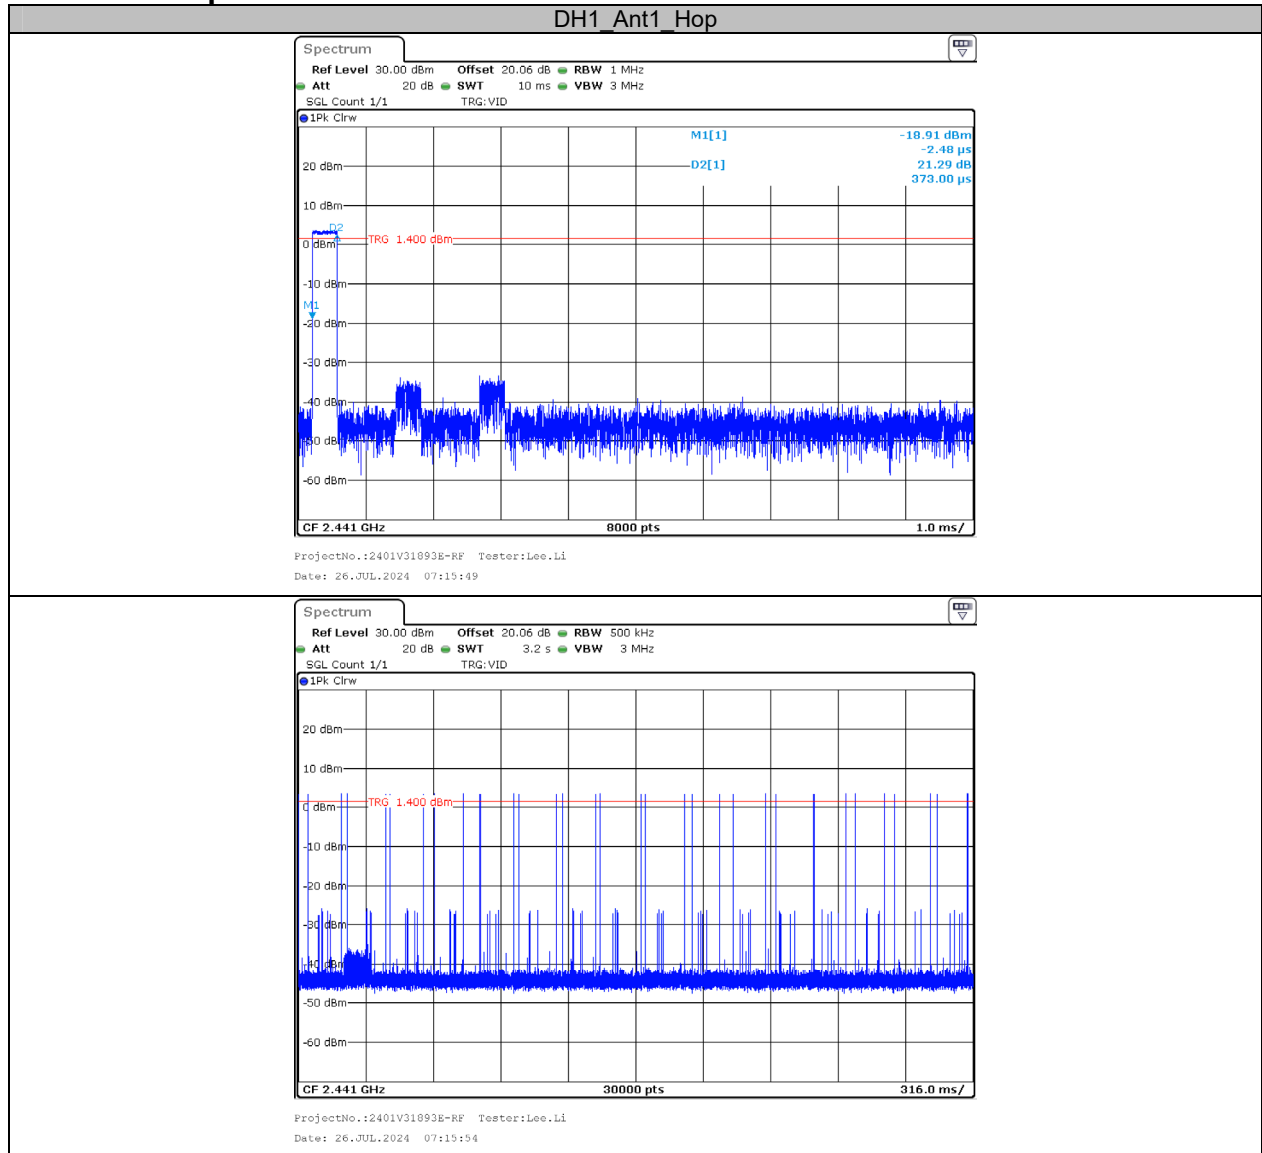 DH1_Ant1_Hop
Spectrum
Ref Level 30.00 dBm Offset 20.06 dB RBW 1 MHz
Att 20 dB SWT 10 ms VBW 3 MHz
SGL Count 1/1 TRG:VID
1Pk Clrw
M1[1] -18.91 dBm
-2.48 µs
D2[1] 21.29 dB
373.00 µs
20 dBm
10 dBm
D2
TRG 1.400 dBm
0 dBm
-10 dBm
M1
-20 dBm
-30 dBm
-40 dBm
-50 dBm
-60 dBm
CF 2.441 GHz 8000 pts 1.0 ms/
ProjectNo.:2401V31893E-RF Tester:Lee.Li
Date: 26.JUL.2024 07:15:49
Spectrum
Ref Level 30.00 dBm Offset 20.06 dB RBW 500 kHz
Att 20 dB SWT 3.2 s VBW 3 MHz
SGL Count 1/1 TRG:VID
1Pk Clrw
20 dBm
10 dBm
TRG 1.400 dBm
0 dBm
-10 dBm
-20 dBm
-30 dBm
-40 dBm
-50 dBm
-60 dBm
CF 2.441 GHz 30000 pts 316.0 ms/
ProjectNo.:2401V31893E-RF Tester:Lee.Li
Date: 26.JUL.2024 07:15:54